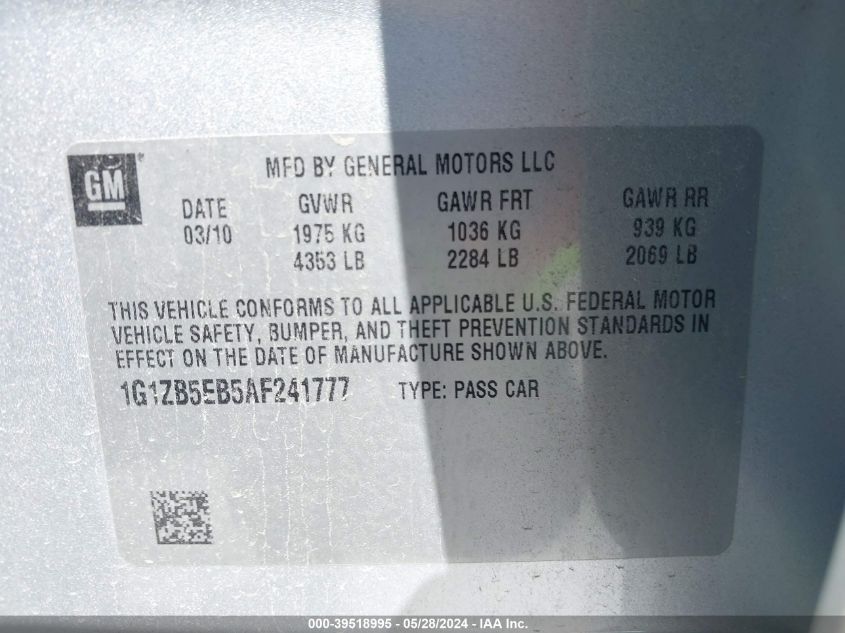 GM®
MFD BY GENERAL MOTORS LLC
DATE GVWR GAWR FRT GAWR RR
03/10 1975 KG 1036 KG 939 KG
4353 LB 2284 LB 2069 LB
THIS VEHICLE CONFORMS TO ALL APPLICABLE U.S. FEDERAL MOTOR
VEHICLE SAFETY, BUMPER, AND THEFT PREVENTION STANDARDS IN
EFFECT ON THE DATE OF MANUFACTURE SHOWN ABOVE.
1G1ZB5EB5AF241777 TYPE: PASS CAR
000-39518995 - 05/28/2024 - IAA Inc.